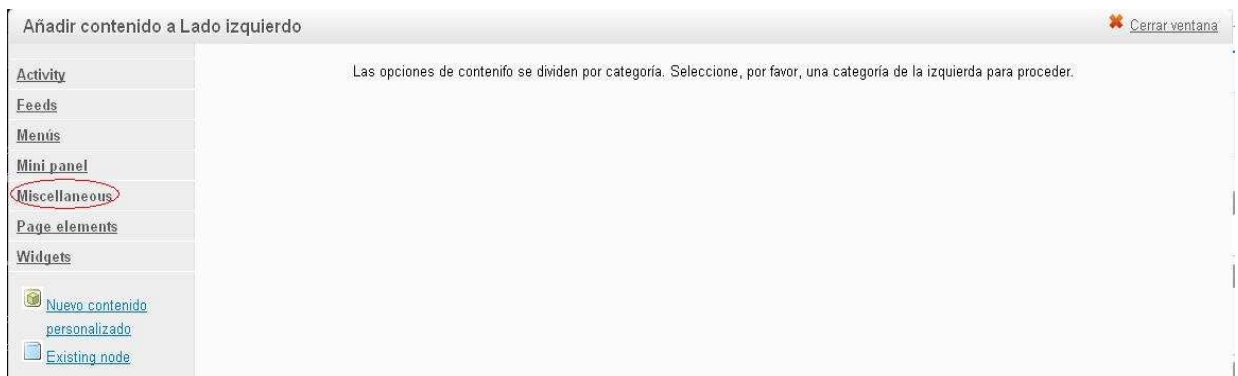 Añadir contenido a Lado izquierdo
Cerrar ventana
Las opciones de contenifo se dividen por categoría. Seleccione, por favor, una categoría de la izquierda para proceder.
Activity
Feeds
Menús
Mini panel
Miscellaneous
Page elements
Widgets
Nuevo contenido
personalizado
Existing node